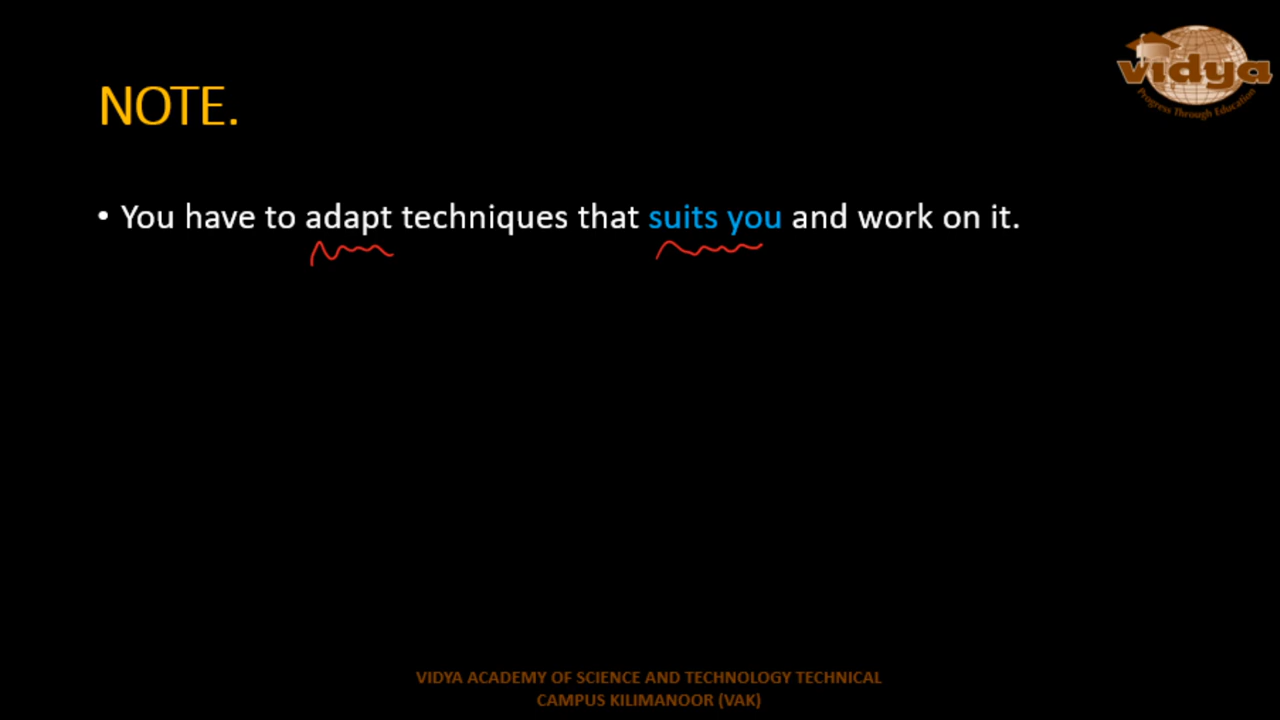 vidya
Progress Through Education
NOTE.
• You have to adapt techniques that suits you and work on it.
VIDYA ACADEMY OF SCIENCE AND TECHNOLOGY TECHNICAL
CAMPUS KILIMANOOR (VAK)